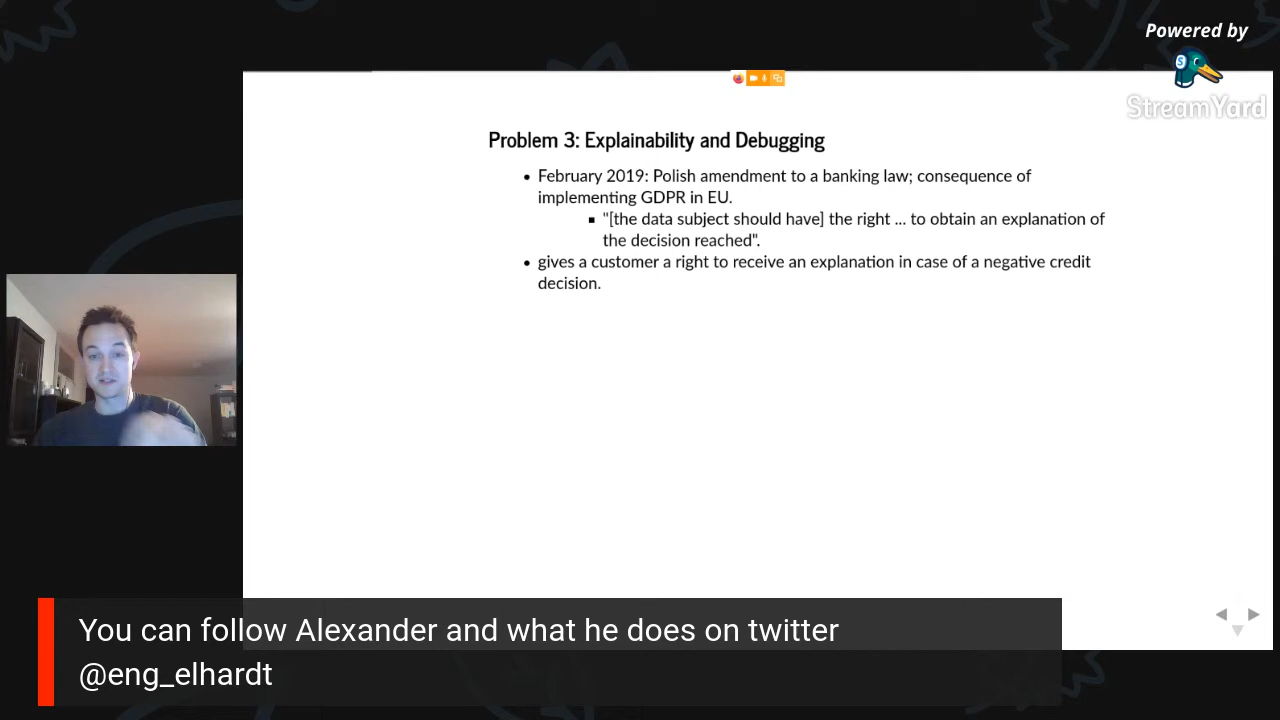 Powered by
StreamYard
Problem 3: Explainability and Debugging
• February 2019: Polish amendment to a banking law; consequence of
implementing GDPR in EU.
▪ "[the data subject should have] the right ... to obtain an explanation of
the decision reached".
• gives a customer a right to receive an explanation in case of a negative credit
decision.
You can follow Alexander and what he does on twitter
@eng_elhardt